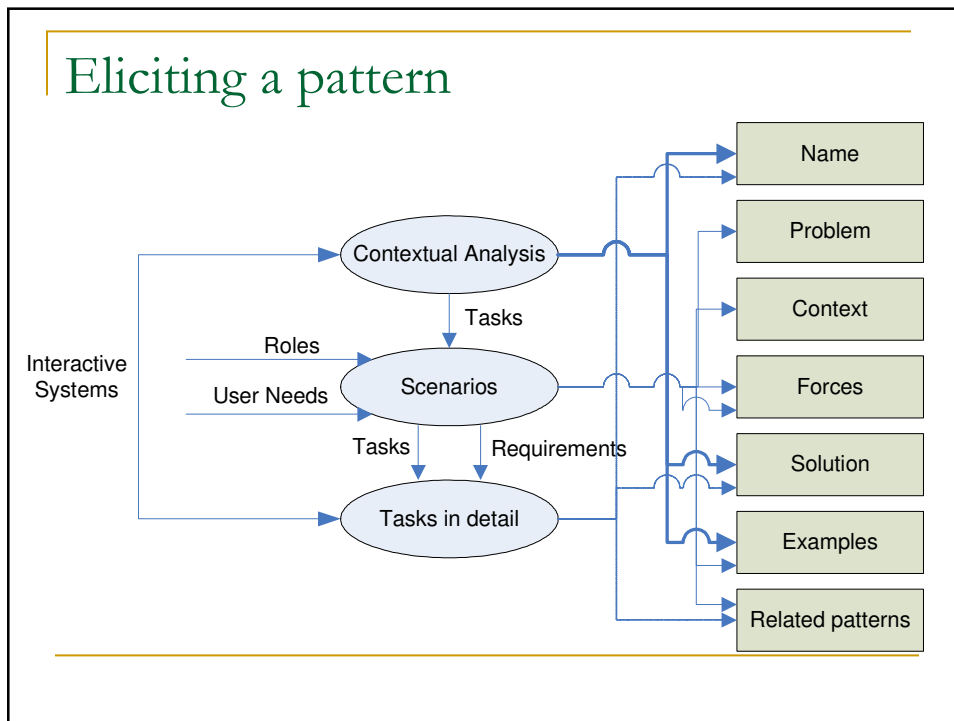 Eliciting a pattern
Name
Problem
Contextual Analysis
Context
Tasks
Roles
Interactive
Systems
Scenarios
Forces
User Needs
Tasks
Requirements
Solution
Tasks in detail
Examples
Related patterns